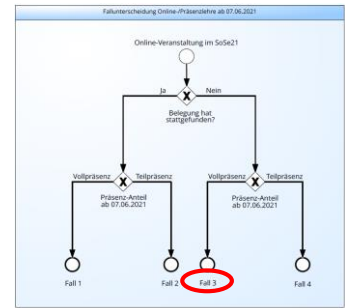 Fallunterscheidung Online-/Präsenzlehre ab 07.06.2021
Online-Veranstaltung im SoSe21
Ja
Nein
Belegung hat
stattgefunden?
Vollpräsenz
Teilpräsenz
Vollpräsenz
Teilpräsenz
Präsenz-Anteil
ab 07.06.2021
Präsenz-Anteil
ab 07.06.2021
Fall 1
Fall 2
Fall 3
Fall 4